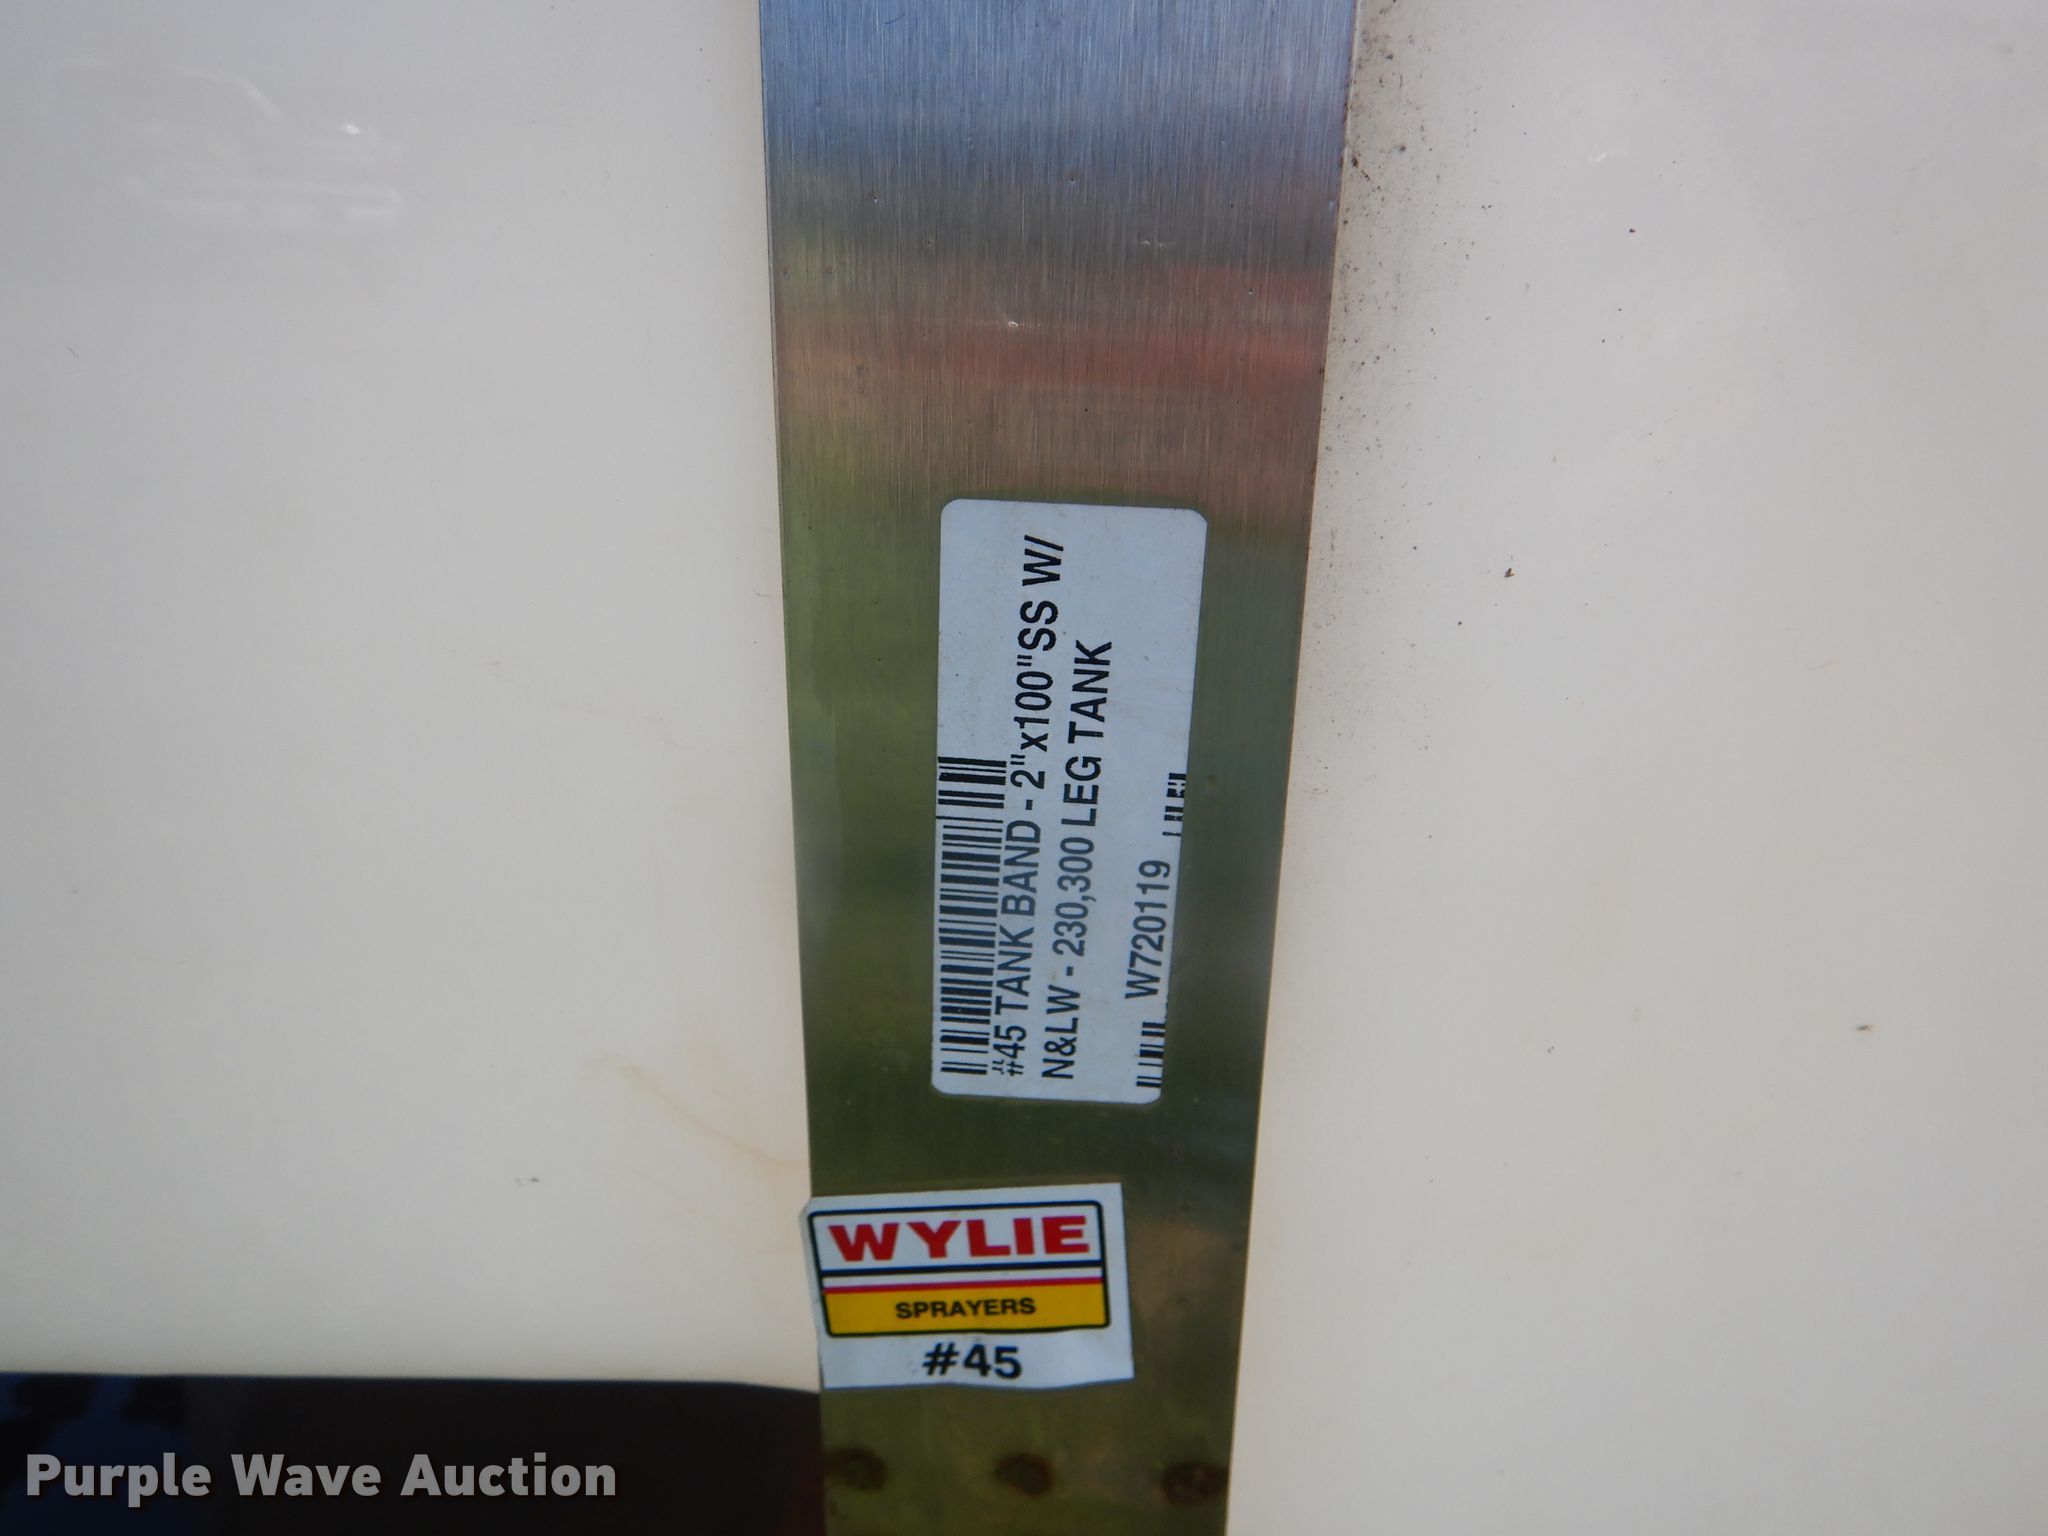 #45 TANK BAND - 2"x100"SS W/
N&LW - 230,300 LEG TANK
W720119
WYLIE
SPRAYERS
#45
Purple Wave Auction